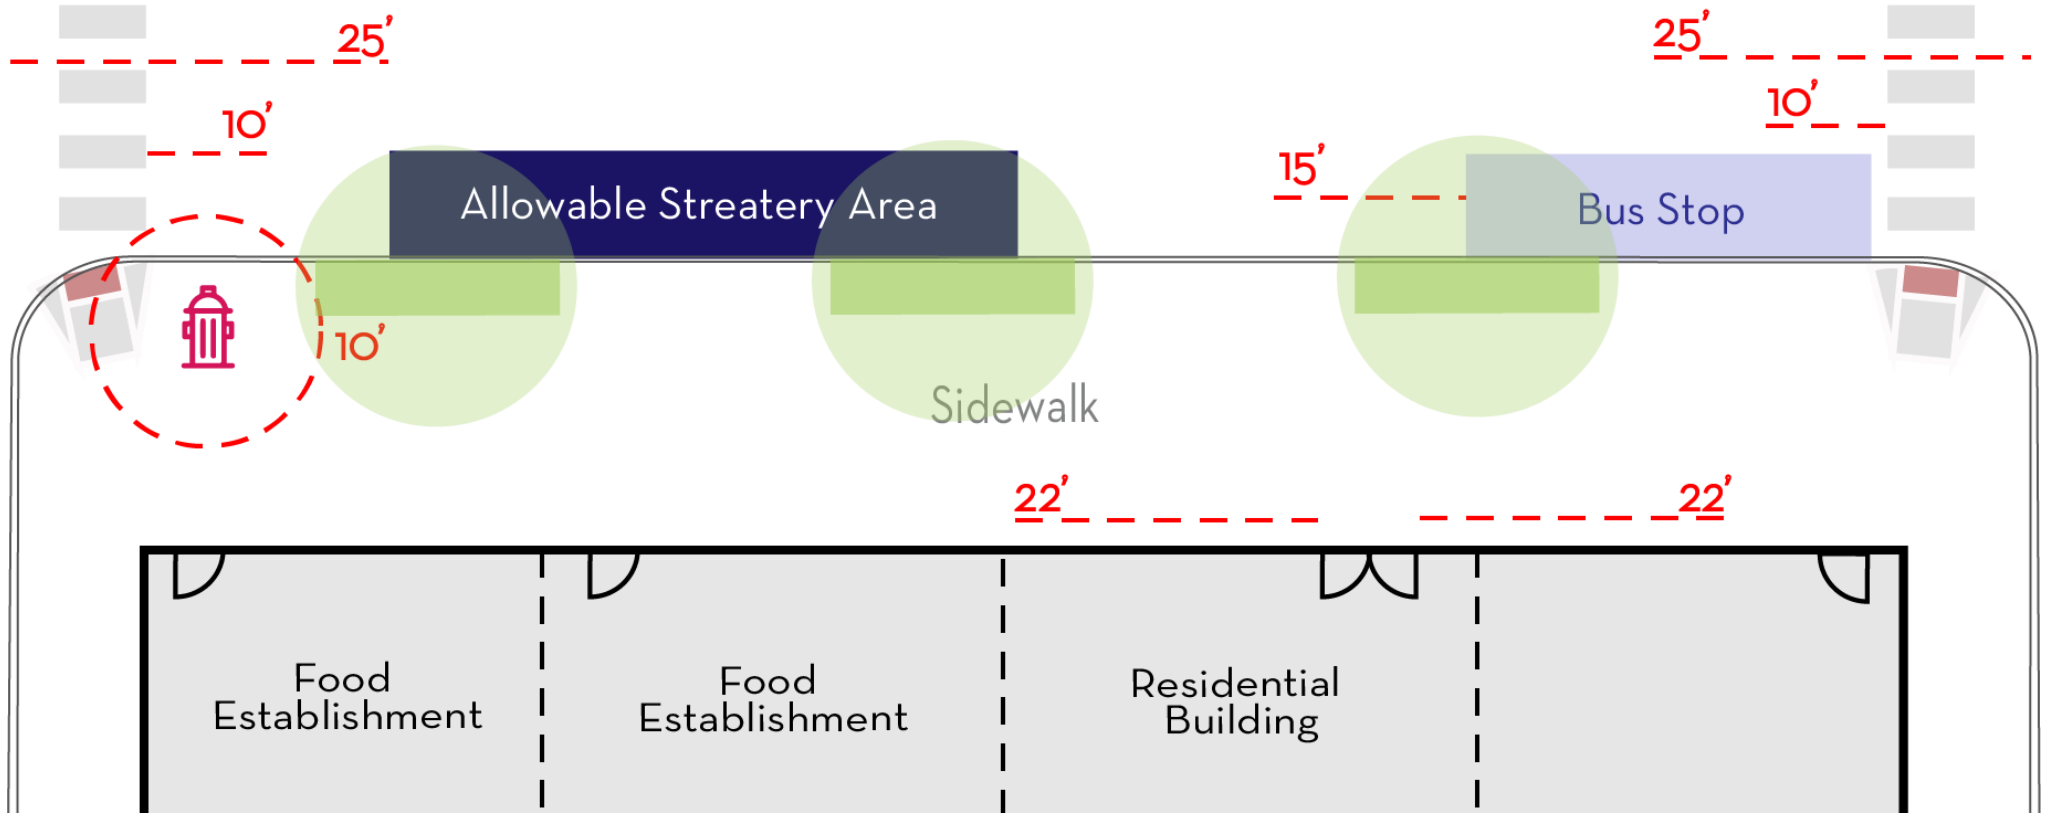 25'
25'
10'
10'
15'
Allowable Streatery Area
Bus Stop
10'
Sidewalk
22'
22'
Food
Establishment
Food
Establishment
Residential
Building